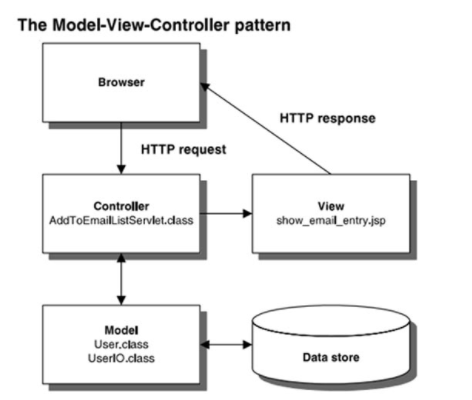 The Model-View-Controller pattern
Browser
HTTP response
HTTP request
Controller
AddToEmailListServlet.class
View
show_email_entry.jsp
Model
User.class
UserIO.class
Data store